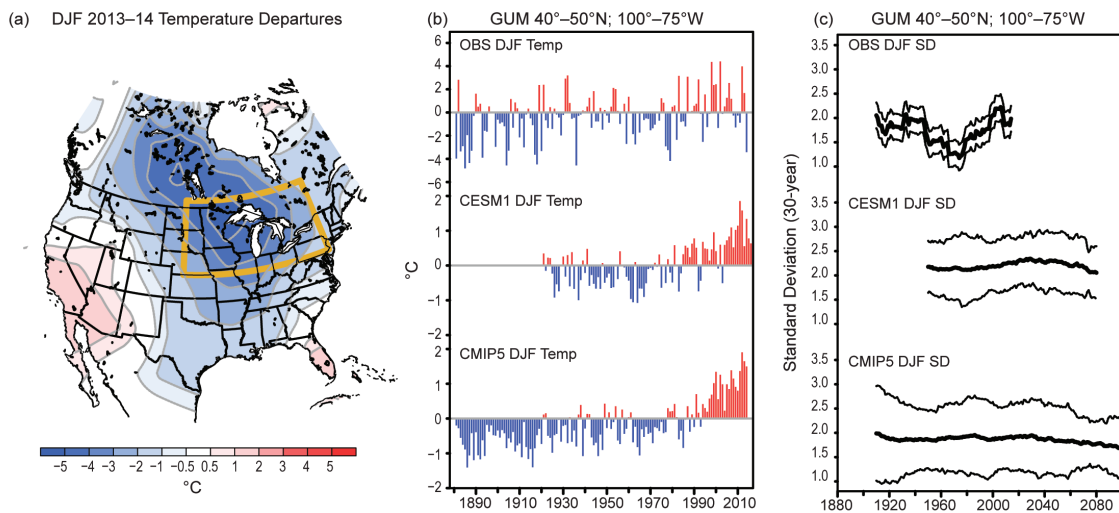 (a) DJF 2013–14 Temperature Departures
−5 −4 −3 −2 −1 −0.5 0.5 1 2 3 4 5
°C
(b) GUM 40°–50°N; 100°–75°W
OBS DJF Temp
6
4
2
0
−2
−4
−6
CESM1 DJF Temp
2
1
0
−1
−2
CMIP5 DJF Temp
2
1
0
−1
−2
°C
1890 1910 1930 1950 1970 1990 2010
(c) GUM 40°–50°N; 100°–75°W
OBS DJF SD
3.5
3.0
2.5
2.0
1.5
1.0
CESM1 DJF SD
3.5
3.0
2.5
2.0
1.5
1.0
CMIP5 DJF SD
3.5
3.0
2.5
2.0
1.5
1.0
Standard Deviation (30-year)
1880 1920 1960 2000 2040 2080